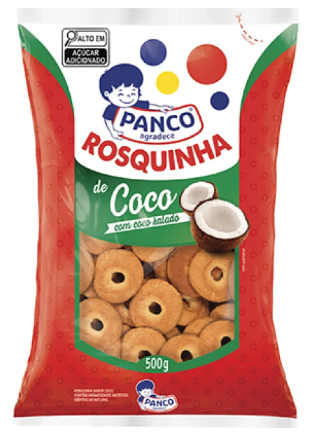 ALTO EM
AÇÚCAR
ADICIONADO
PANCO
agradece
ROSQUINHA
de Coco
com coco ralado
500g
PANCO